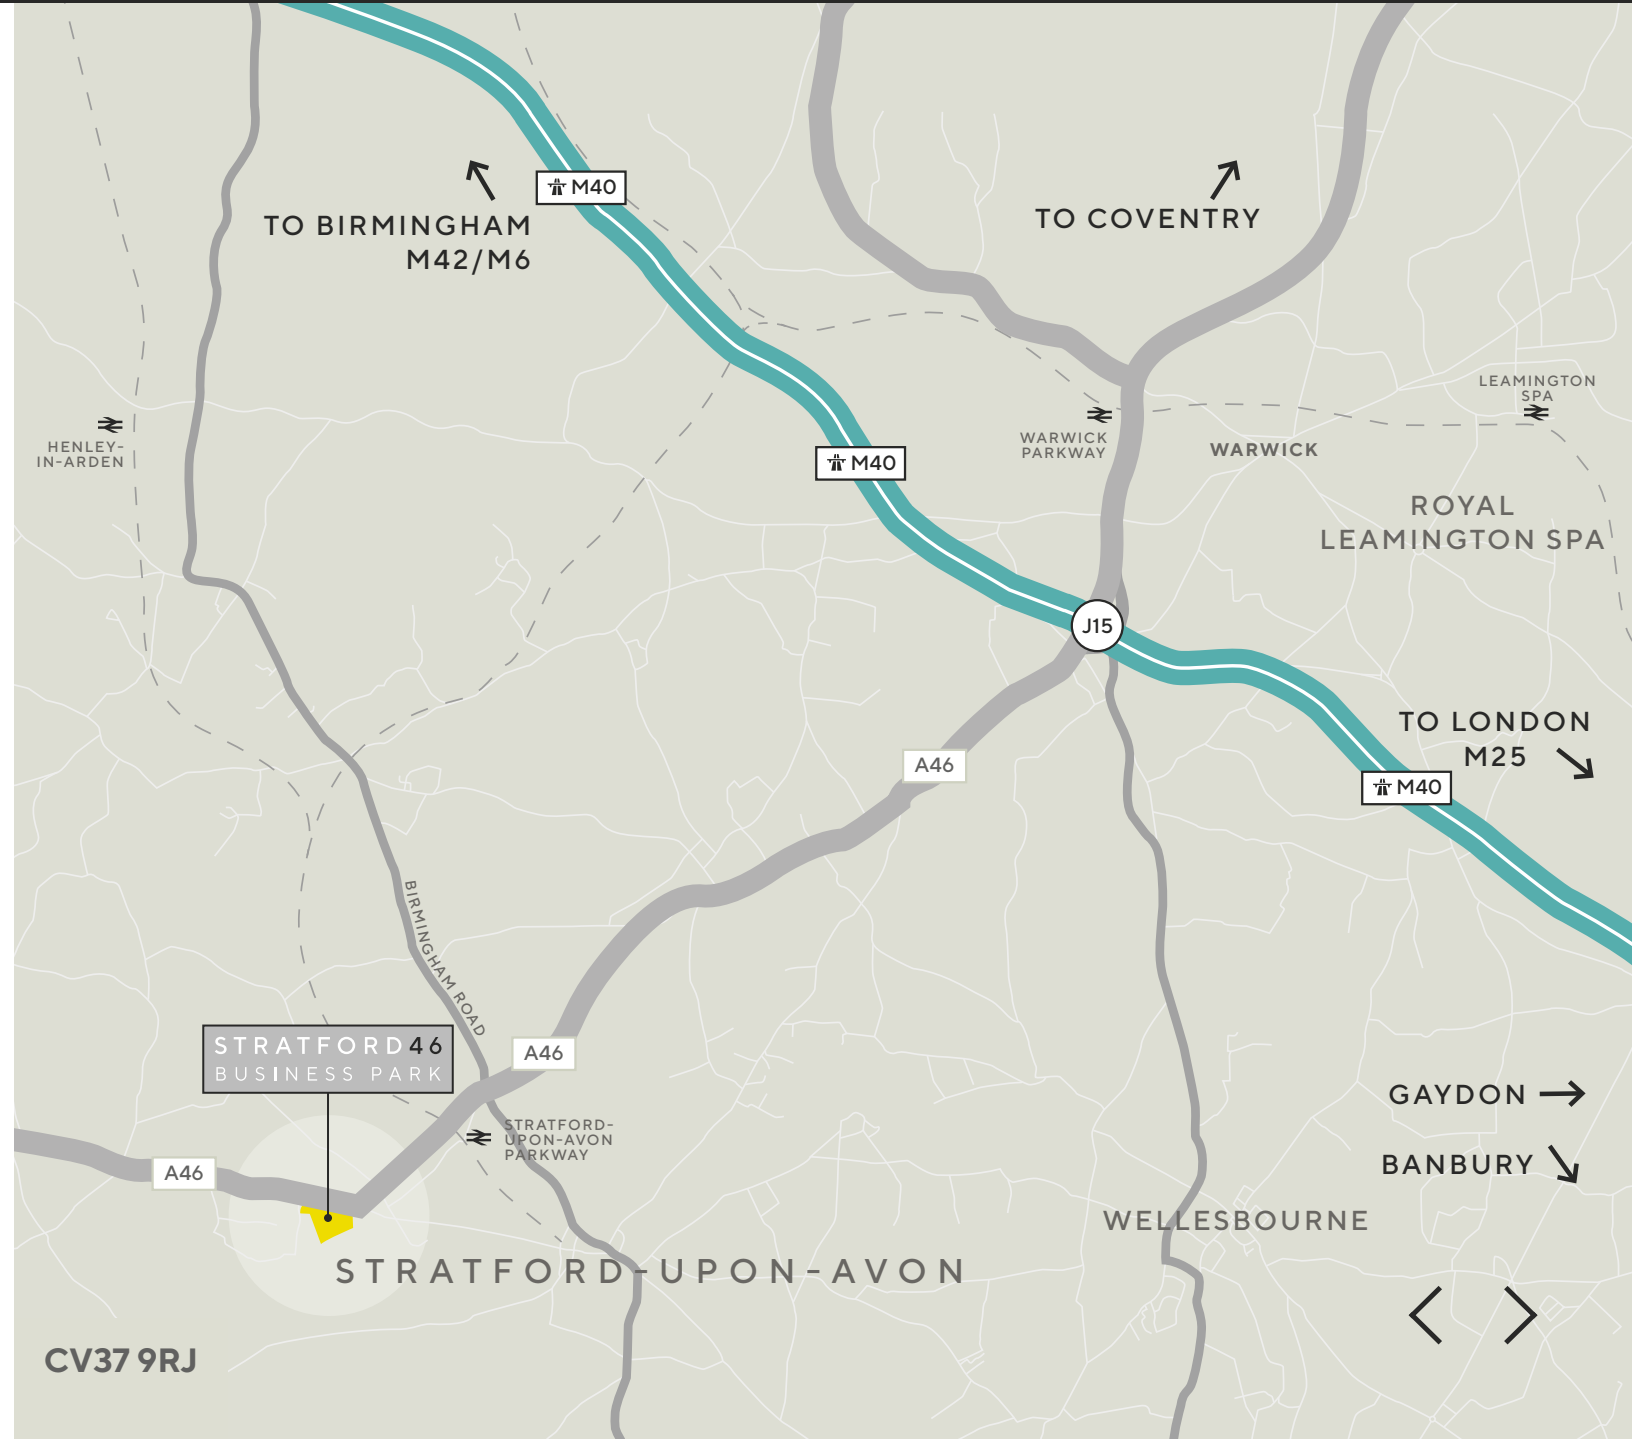 M40
TO BIRMINGHAM
M42/M6
TO COVENTRY
LEAMINGTON
SPA
HENLEY-
IN-ARDEN
WARWICK
PARKWAY
WARWICK
M40
ROYAL
LEAMINGTON SPA
J15
TO LONDON
M25
A46
M40
BIRMINGHAM ROAD
STRATFORD46
BUSINESS PARK
A46
GAYDON
STRATFORD-
UPON-AVON
PARKWAY
BANBURY
A46
WELLESBOURNE
STRATFORD-UPON-AVON
CV37 9RJ